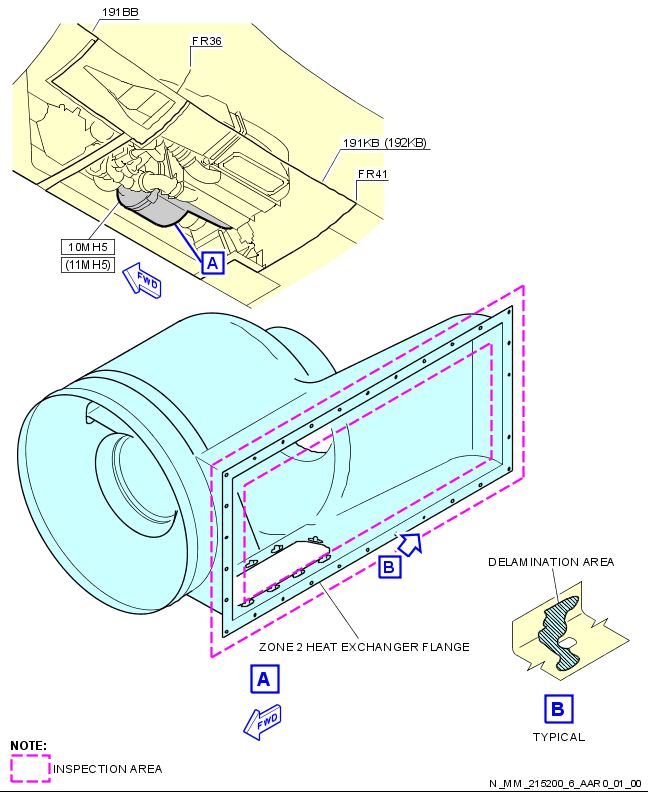 191BB
FR36
191KB (192KB)
FR41
10MH5
(11MH5)
A
FWD
B
DELAMINATION AREA
ZONE 2 HEAT EXCHANGER FLANGE
A
FWD
B
TYPICAL
NOTE:
INSPECTION AREA
N_MM_215200_6_AAR0_01_00